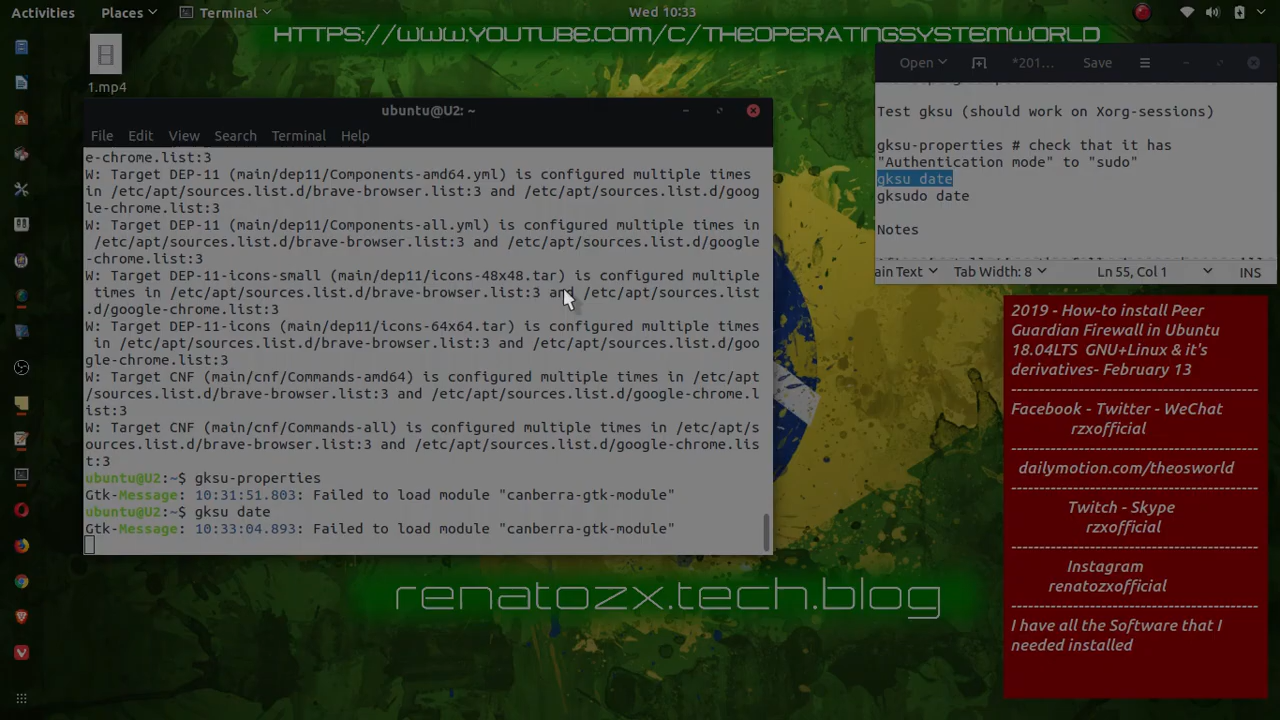 Activities Places Terminal Wed 10:33
HTTPS://WWW.YOUTUBE.COM/C/THEOPERATINGSYSTEMWORLD
1.mp4
ubuntu@U2: ~
File Edit View Search Terminal Help
e-chrome.list:3
W: Target DEP-11 (main/dep11/Components-amd64.yml) is configured multiple times
in /etc/apt/sources.list.d/brave-browser.list:3 and /etc/apt/sources.list.d/goog
le-chrome.list:3
W: Target DEP-11 (main/dep11/Components-all.yml) is configured multiple times in
/etc/apt/sources.list.d/brave-browser.list:3 and /etc/apt/sources.list.d/google
-chrome.list:3
W: Target DEP-11-icons-small (main/dep11/icons-48x48.tar) is configured multiple
times in /etc/apt/sources.list.d/brave-browser.list:3 and /etc/apt/sources.list
.d/google-chrome.list:3
W: Target DEP-11-icons (main/dep11/icons-64x64.tar) is configured multiple times
in /etc/apt/sources.list.d/brave-browser.list:3 and /etc/apt/sources.list.d/goo
gle-chrome.list:3
W: Target CNF (main/cnf/Commands-amd64) is configured multiple times in /etc/apt
/sources.list.d/brave-browser.list:3 and /etc/apt/sources.list.d/google-chrome.l
ist:3
W: Target CNF (main/cnf/Commands-all) is configured multiple times in /etc/apt/s
ources.list.d/brave-browser.list:3 and /etc/apt/sources.list.d/google-chrome.lis
t:3
ubuntu@U2:~$ gksu-properties
Gtk-Message: 10:31:51.803: Failed to load module "canberra-gtk-module"
ubuntu@U2:~$ gksu date
Gtk-Message: 10:33:04.893: Failed to load module "canberra-gtk-module"
Open *201... Save
Test gksu (should work on Xorg-sessions)
gksu-properties # check that it has
"Authentication mode" to "sudo"
gksu date
gksudo date
Notes
ain Text Tab Width: 8 Ln 55, Col 1 INS
2019 - How-to install Peer
Guardian Firewall in Ubuntu
18.04LTS GNU+Linux & it's
derivatives- February 13
------------------------------------
Facebook - Twitter - WeChat
rzxofficial
------------------------------------
dailymotion.com/theosworld
------------------------------------
Twitch - Skype
rzxofficial
------------------------------------
Instagram
renatozxofficial
------------------------------------
I have all the Software that I
needed installed
renatozx.tech.blog